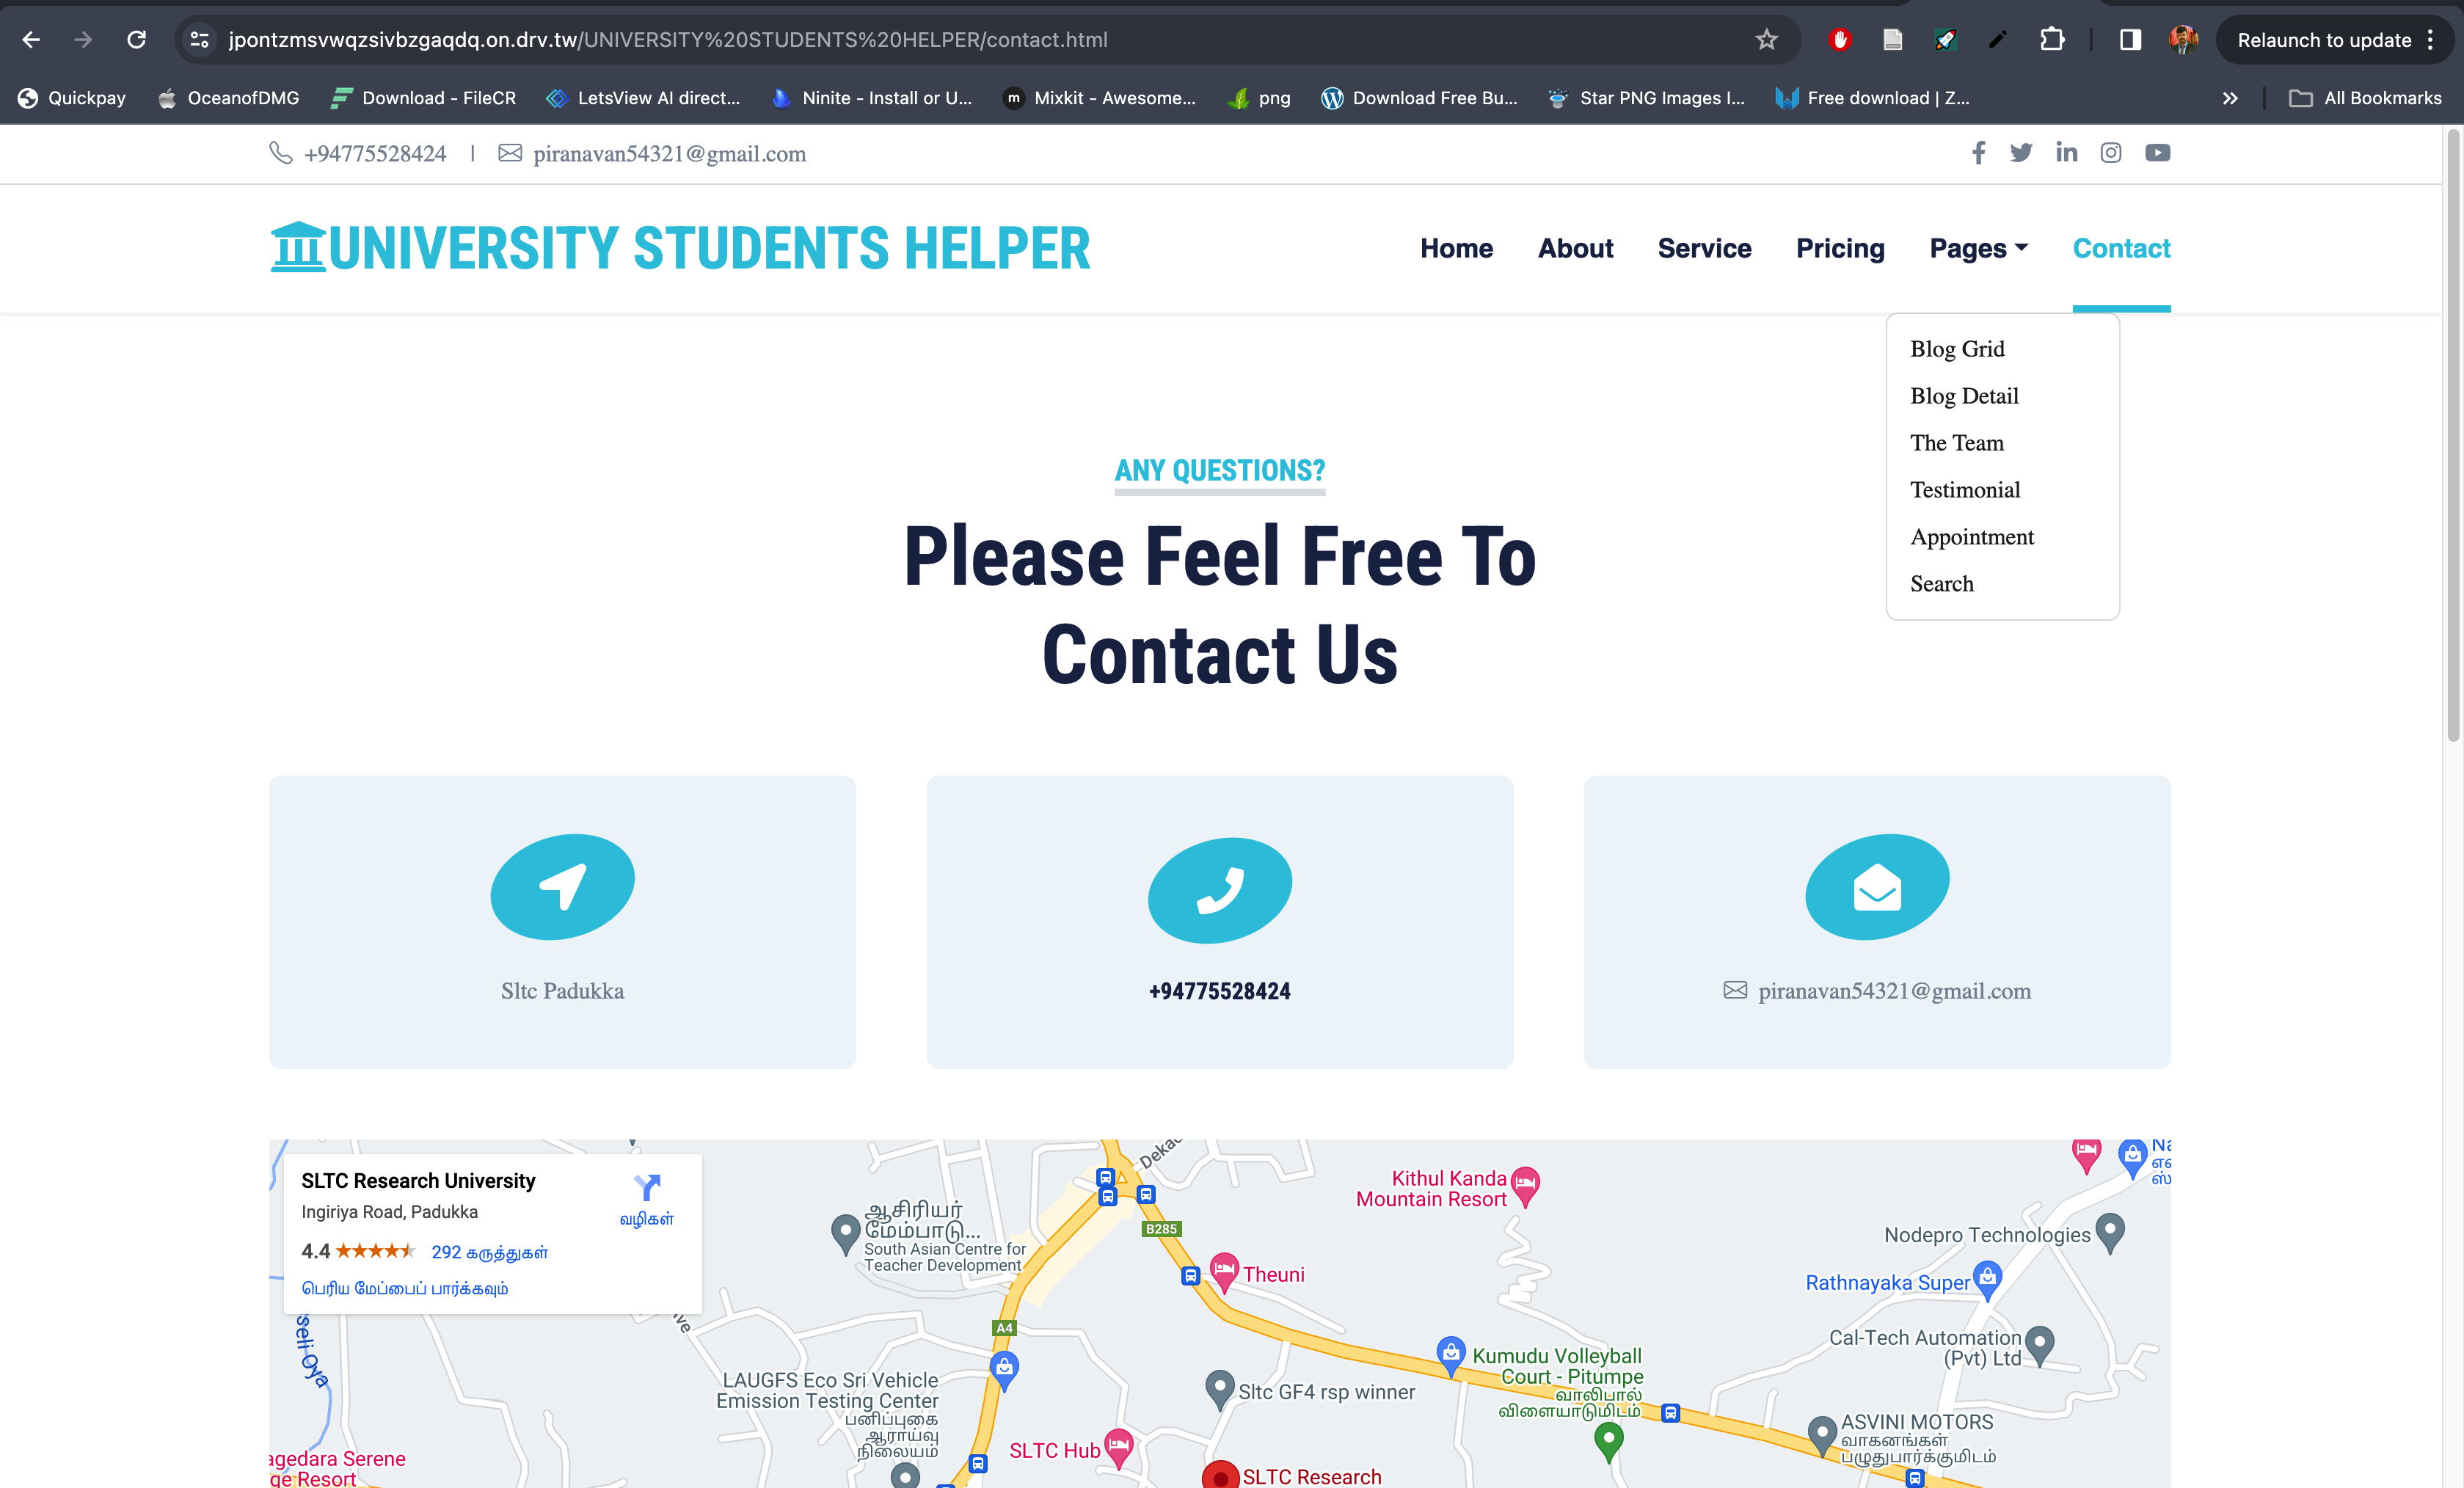 jpontzmsvwqzsivbzgaqdq.on.drv.tw/UNIVERSITY%20STUDENTS%20HELPER/contact.html
Relaunch to update
Quickpay
OceanofDMG
Download - FileCR
LetsView AI direct...
Ninite - Install or U...
m
Mixkit - Awesome...
png
Download Free Bu...
Star PNG Images I...
Free download | Z...
All Bookmarks
+94775528424 | piranavan54321@gmail.com
UNIVERSITY STUDENTS HELPER
Home
About
Service
Pricing
Pages
Contact
Blog Grid
Blog Detail
The Team
Testimonial
Appointment
Search
ANY QUESTIONS?
Please Feel Free To
Contact Us
Sltc Padukka
+94775528424
piranavan54321@gmail.com
SLTC Research University
Ingiriya Road, Padukka
4.4
292 கருத்துகள்
பெரிய மேப்பைப் பார்க்கவும்
வழிகள்
ஆசிரியர்
மேம்பாடு...
South Asian Centre for
Teacher Development
B285
Kithul Kanda
Mountain Resort
Nodepro Technologies
Theuni
Rathnayaka Super
A4
Cal-Tech Automation
(Pvt) Ltd
Kumudu Volleyball
Court - Pitumpe
வாலிபால்
விளையாடுமிடம்
LAUGFS Eco Sri Vehicle
Emission Testing Center
பனிப்புகை
ஆராய்வு
நிலையம்
Sltc GF4 rsp winner
ASVINI MOTORS
வாகனங்கள்
பழுதுபார்க்குமிடம்
SLTC Hub
SLTC Research
agedara Serene
ge Resort
seli Oya